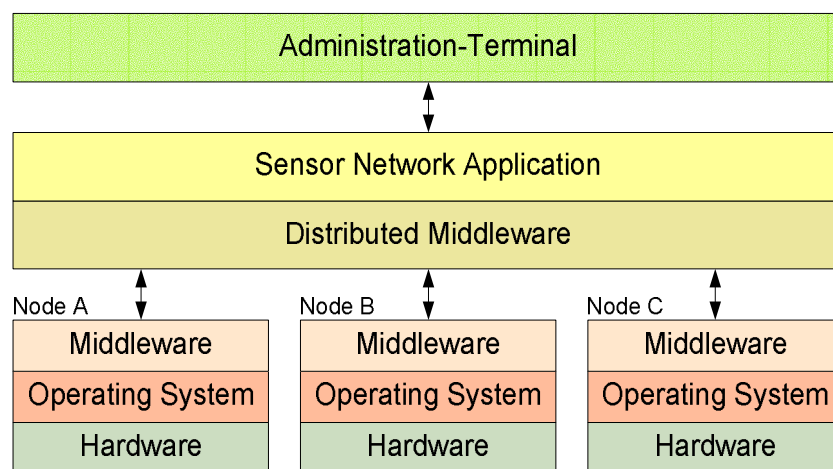 Administration-Terminal
Sensor Network Application
Distributed Middleware
Node A
Node B
Node C
Middleware
Middleware
Middleware
Operating System
Operating System
Operating System
Hardware
Hardware
Hardware